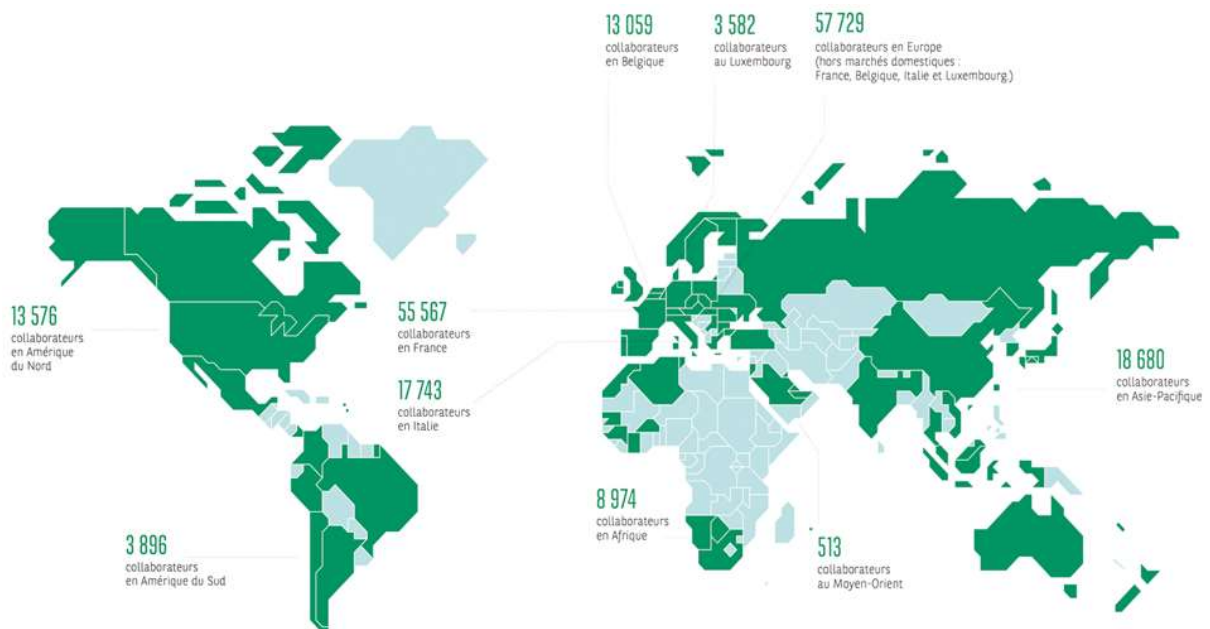 13 059
collaborateurs
en Belgique
3 582
collaborateurs
au Luxembourg
57 729
collaborateurs en Europe
(hors marchés domestiques :
France, Belgique, Italie et Luxembourg.)
13 576
collaborateurs
en Amérique
du Nord
55 567
collaborateurs
en France
17 743
collaborateurs
en Italie
18 680
collaborateurs
en Asie-Pacifique
8 974
collaborateurs
en Afrique
513
collaborateurs
au Moyen-Orient
3 896
collaborateurs
en Amérique du Sud